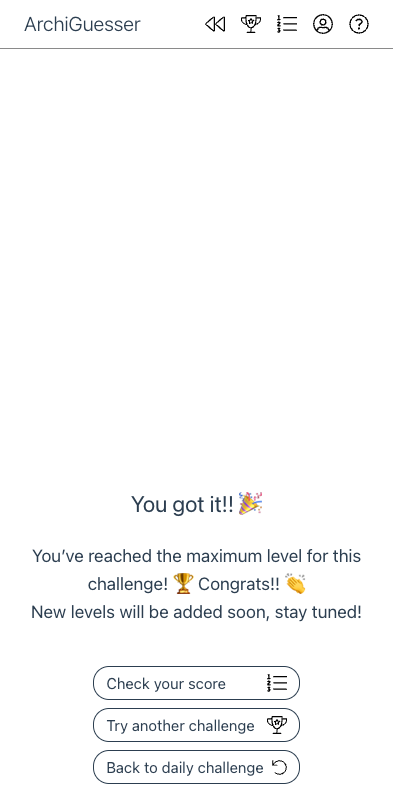 ArchiGuesser
You got it!! 🎉
You’ve reached the maximum level for this
challenge! 🏆 Congrats!! 👏
New levels will be added soon, stay tuned!
Check your score
Try another challenge
Back to daily challenge